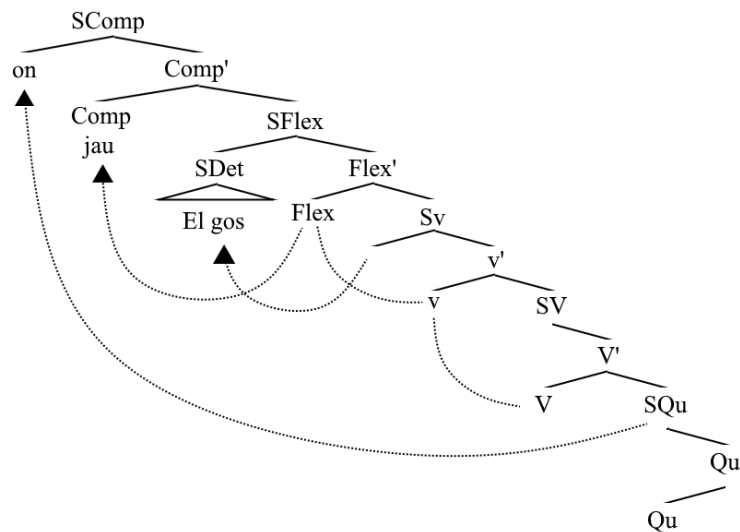 SComp
on Comp'
Comp SFlex
jau
SDet Flex'
El gos Flex Sv
v'
v SV
V'
V SQu
Qu
Qu